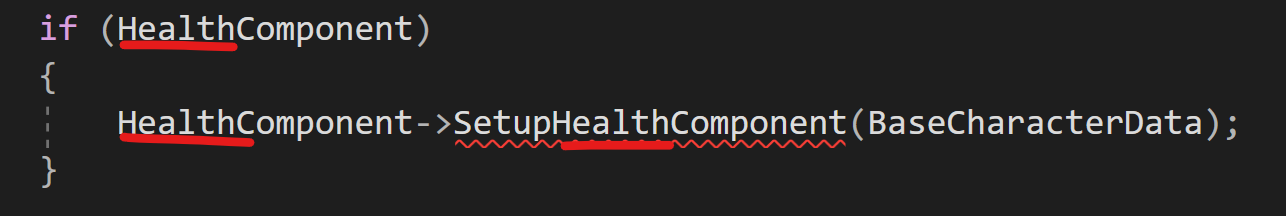 if (HealthComponent)
{
HealthComponent->SetupHealthComponent(BaseCharacterData);
}